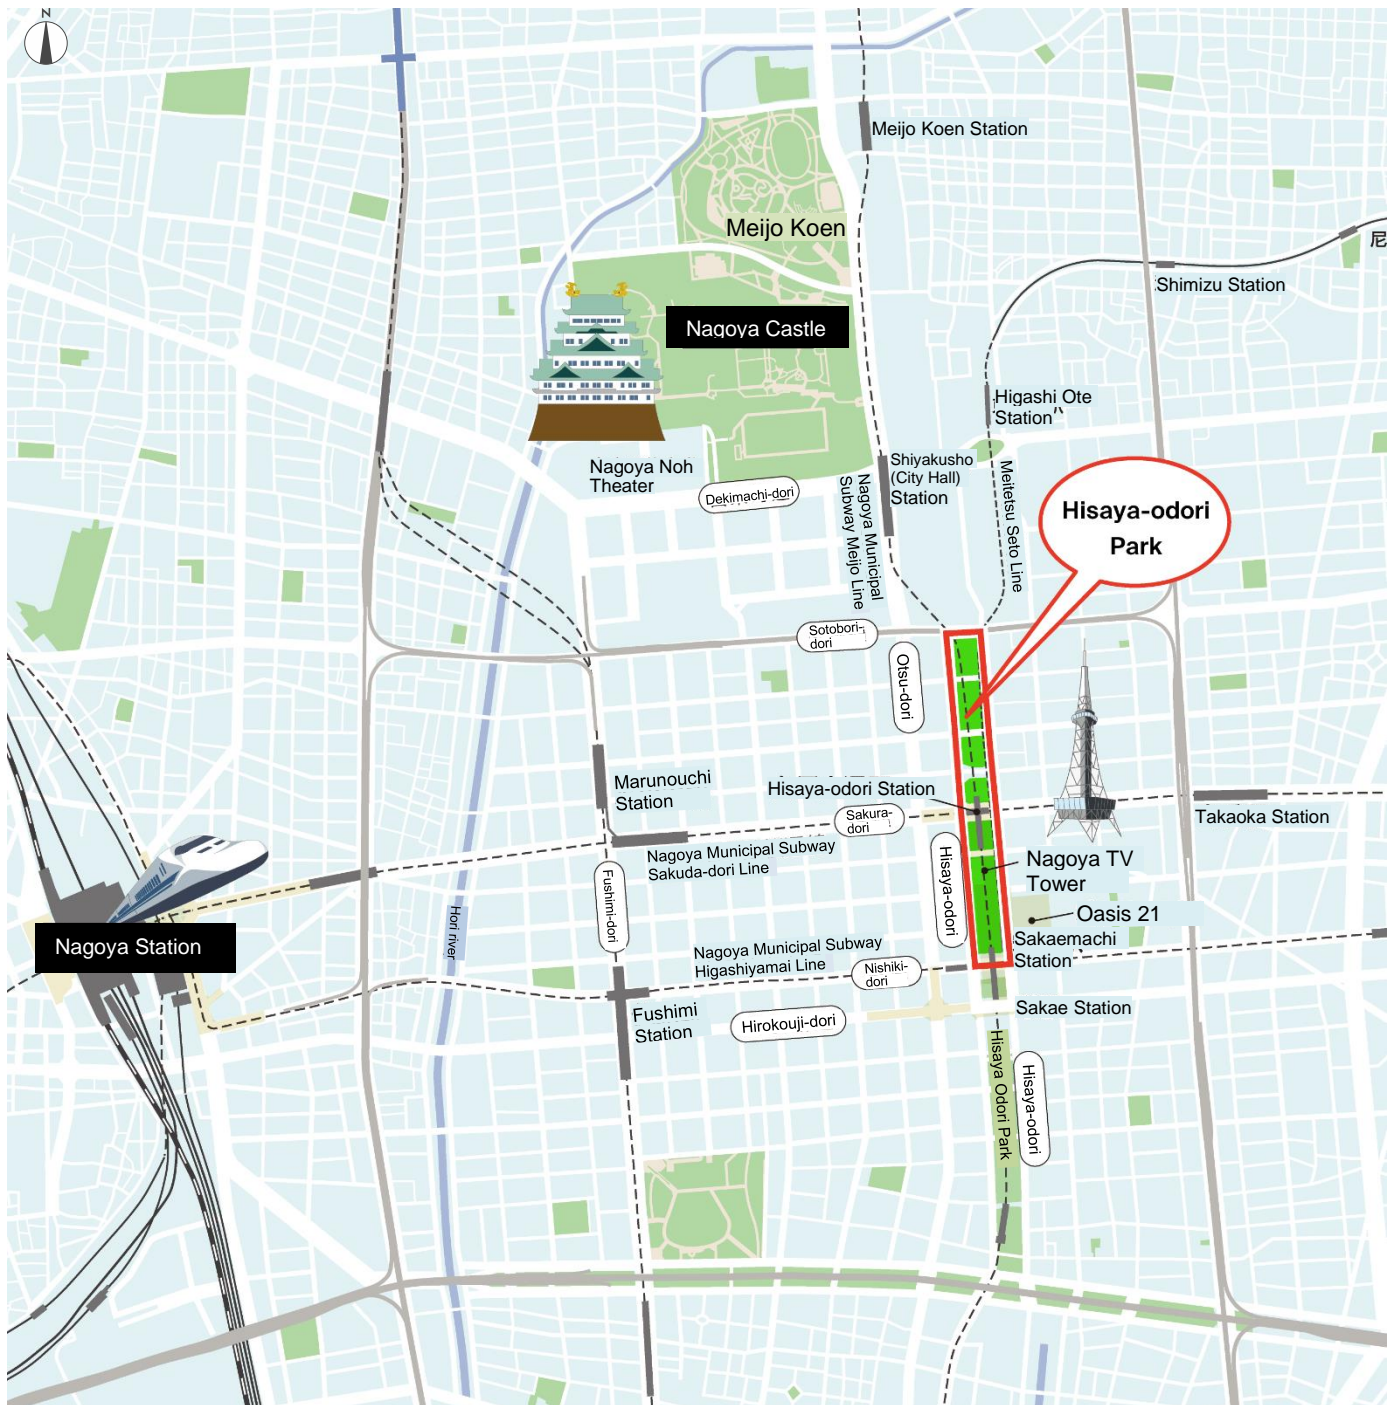 N
Meijo Koen Station
Meijo Koen
尼
Shimizu Station
Nagoya Castle
Higashi Ote
Station
Nagoya Noh
Theater
Dekimachi-dori
Shiyakusho
(City Hall)
Station
Nagoya Municipal
Subway Meijo Line
Meitetsu Seto Line
Hisaya-odori
Park
Sotobori-
dori
Otsu-dori
Marunouchi
Station
Hisaya-odori Station
Sakura-
dori
Takaoka Station
Nagoya Municipal Subway
Sakuda-dori Line
Hisaya-odori
Nagoya TV
Tower
Fushimi-dori
Hori river
Oasis 21
Nagoya Station
Nagoya Municipal Subway
Higashiyamai Line
Nishiki-
dori
Sakaemachi
Station
Fushimi
Station
Hirokouji-dori
Sakae Station
Hisaya Odori Park
Hisaya-odori